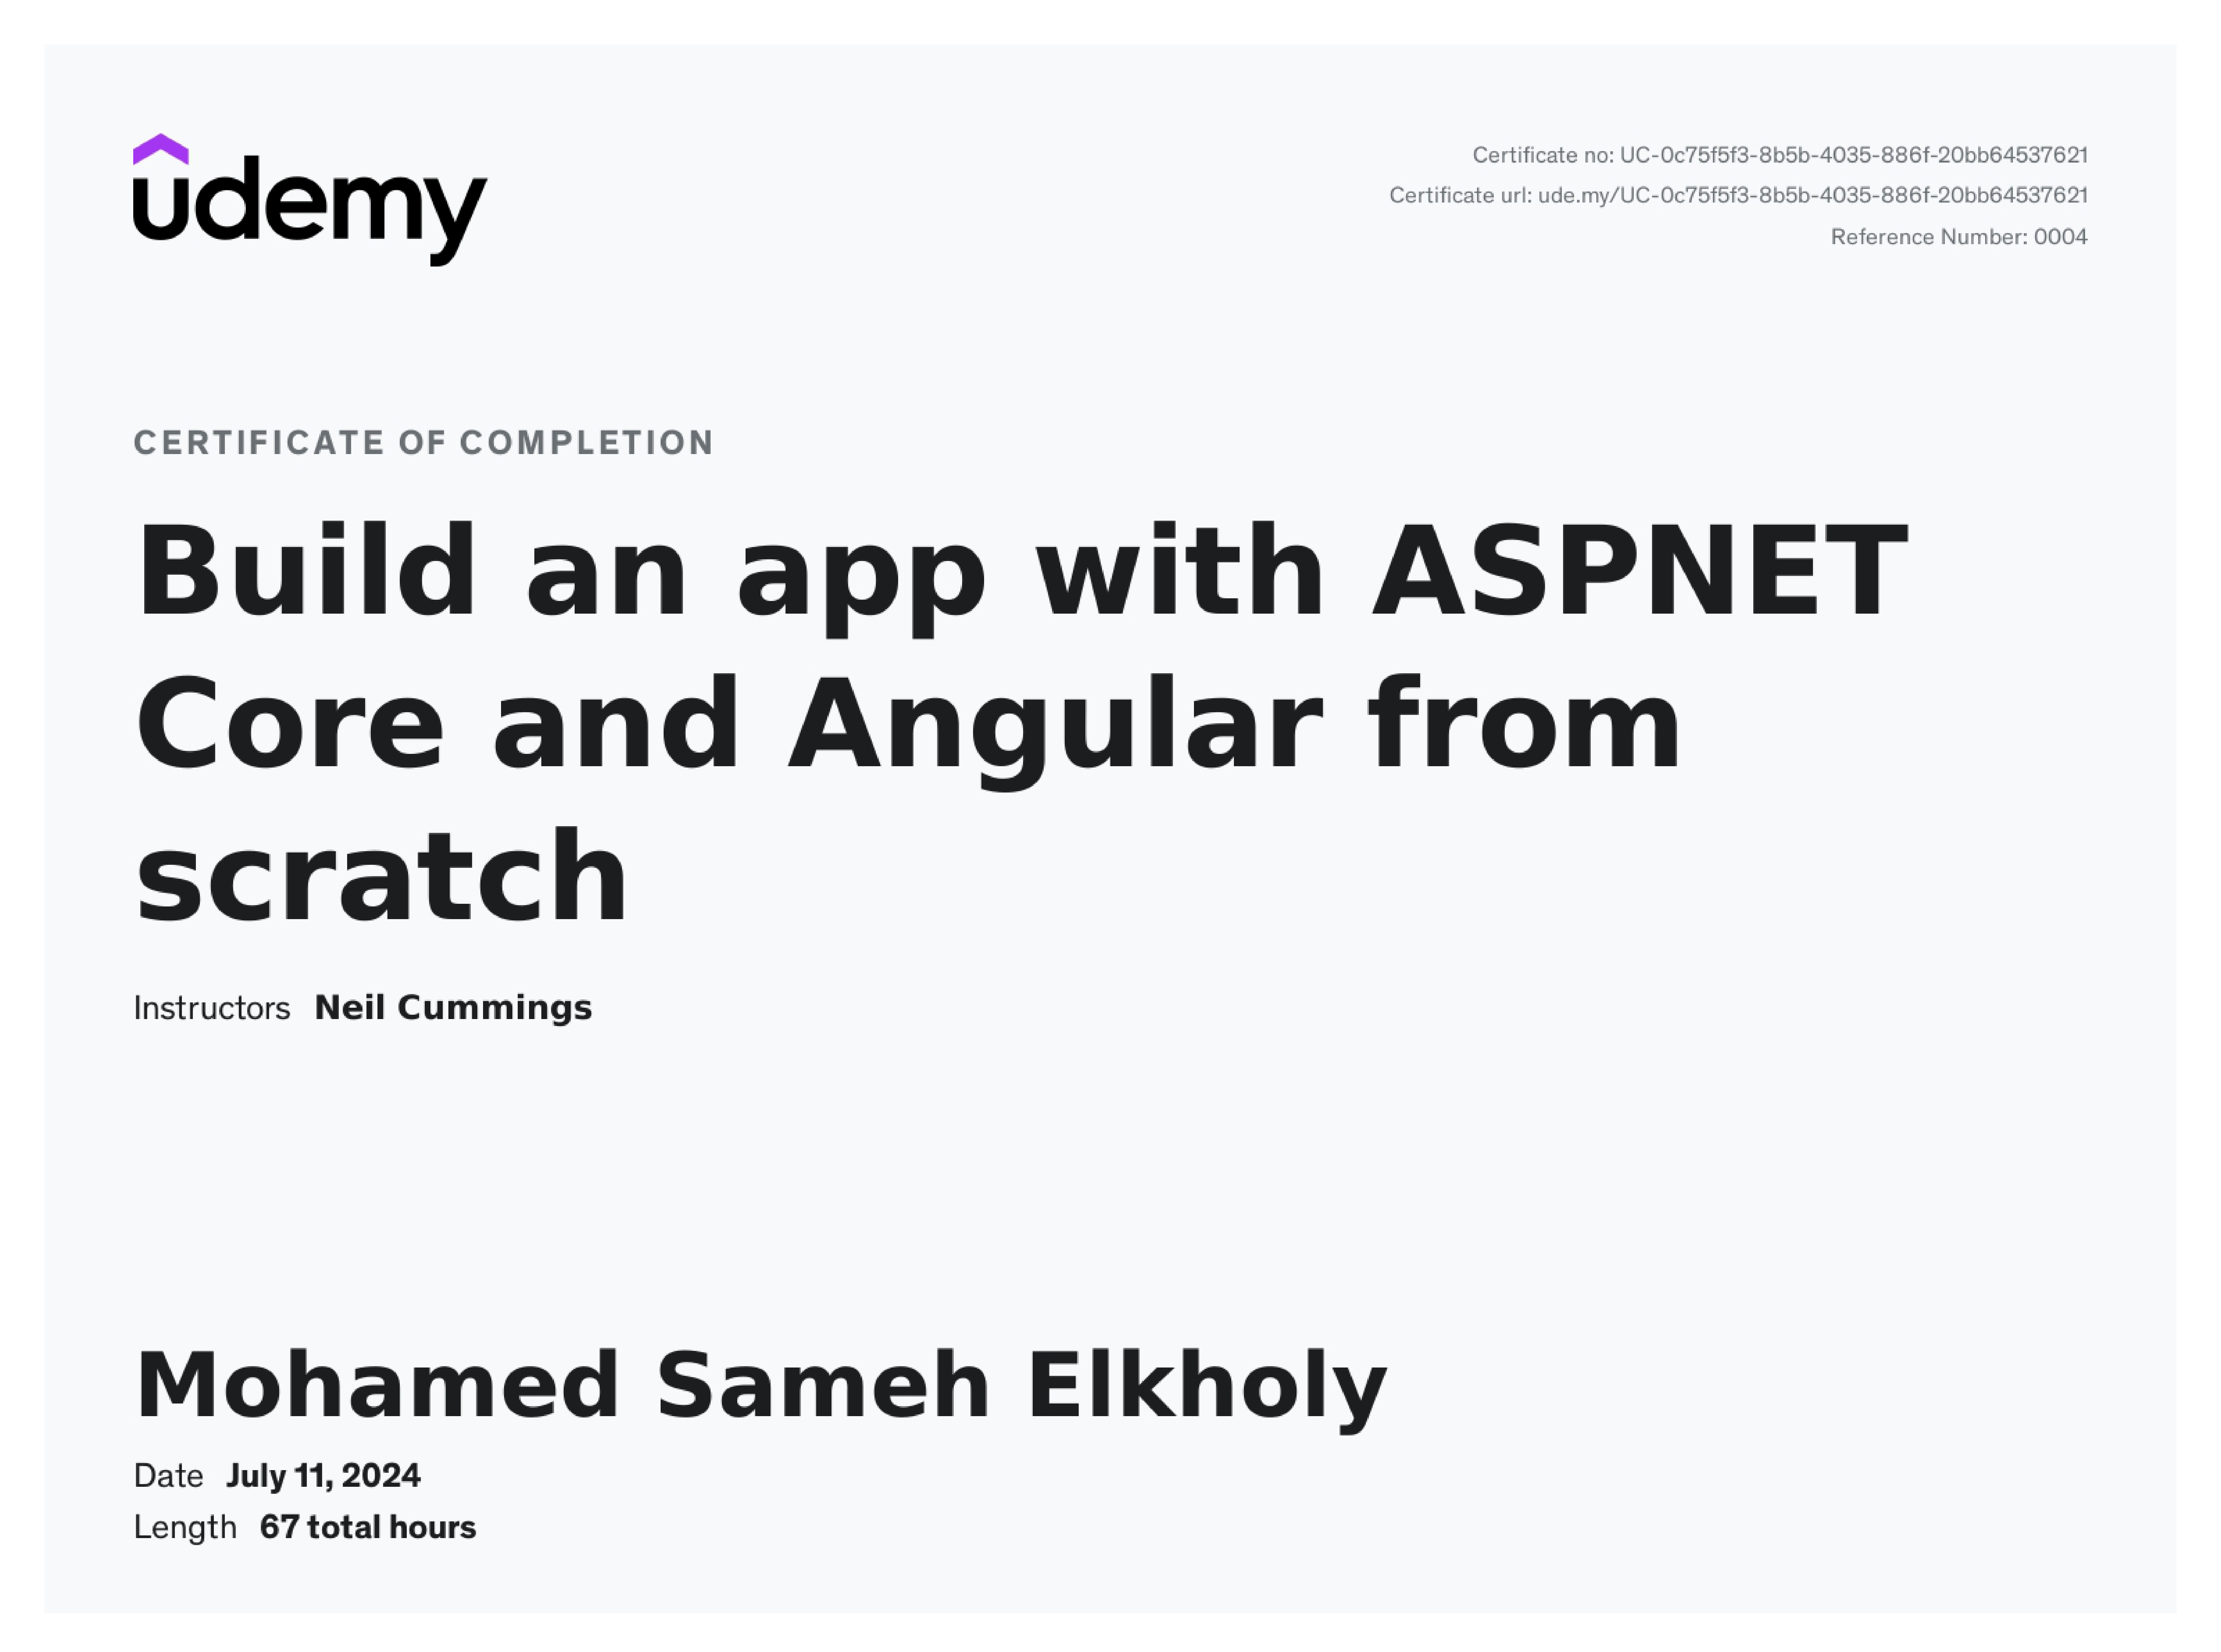 udemy
Certificate no: UC-0c75f5f3-8b5b-4035-886f-20bb64537621
Certificate url: ude.my/UC-0c75f5f3-8b5b-4035-886f-20bb64537621
Reference Number: 0004
CERTIFICATE OF COMPLETION
Build an app with ASPNET
Core and Angular from
scratch
Instructors Neil Cummings
Mohamed Sameh Elkholy
Date July 11, 2024
Length 67 total hours